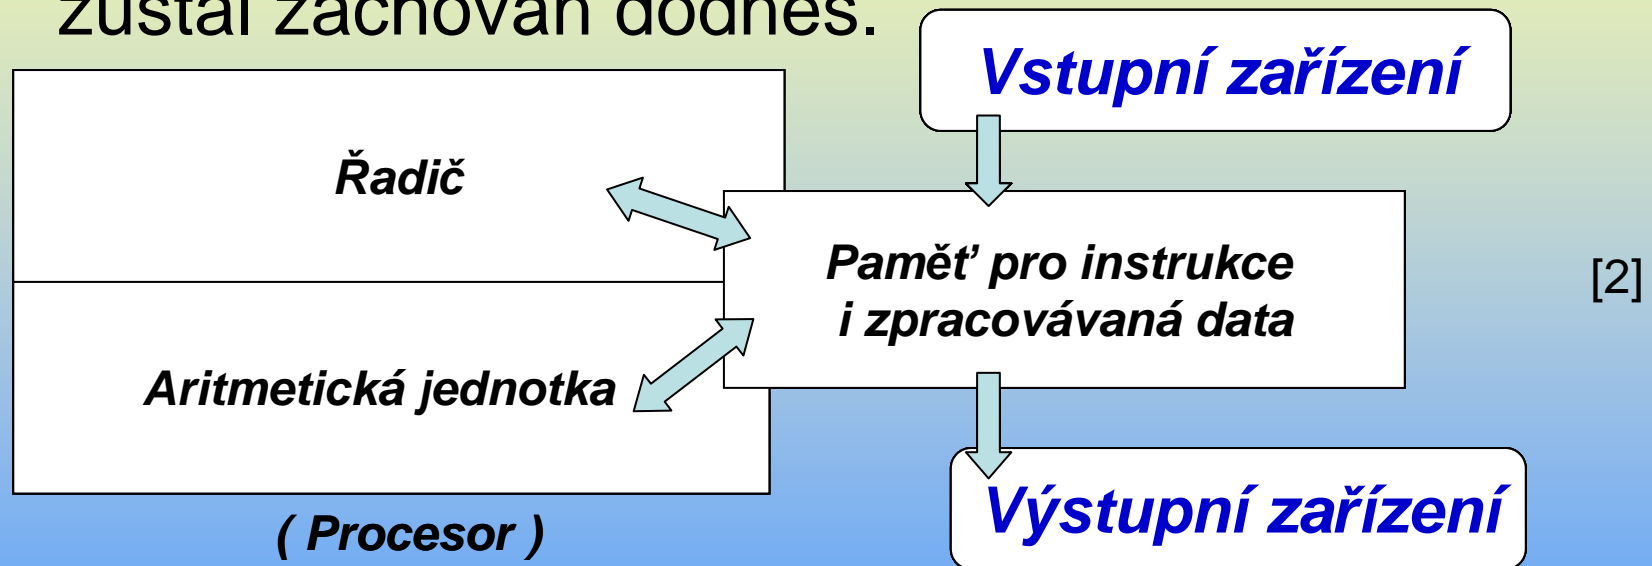 zůstal zachován dodnes.
Vstupní zařízení
Řadič
Paměť pro instrukce
i zpracovávaná data
[2]
Aritmetická jednotka
Výstupní zařízení
( Procesor )